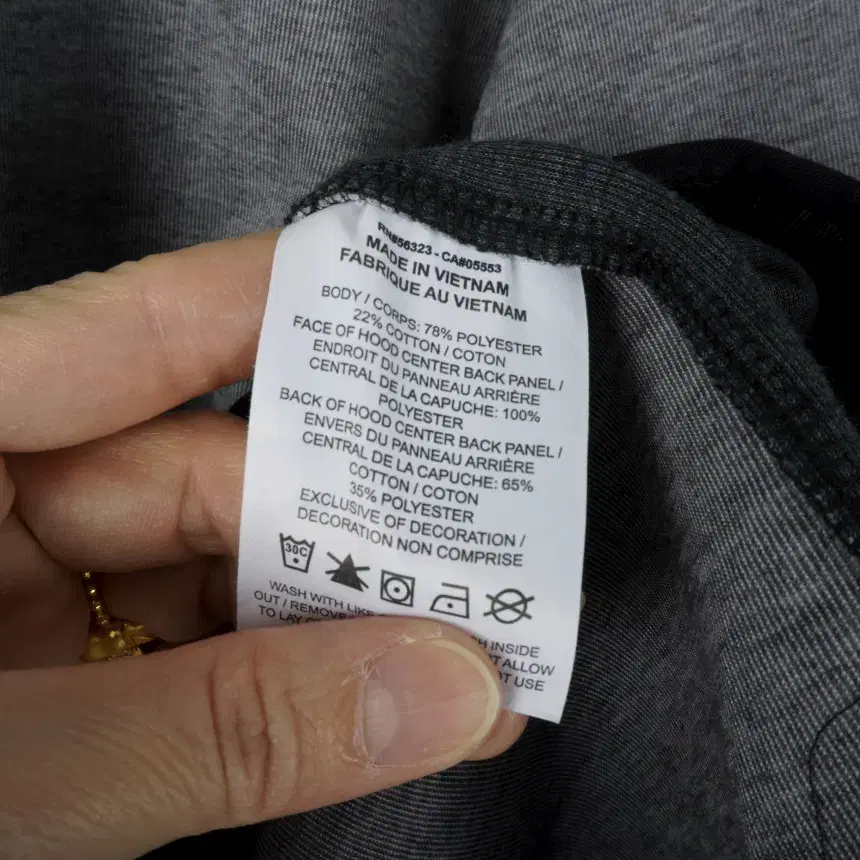 RN#56323 - CA#05553
MADE IN VIETNAM
FABRIQUE AU VIETNAM
BODY / CORPS: 78% POLYESTER
22% COTTON / COTON
FACE OF HOOD CENTER BACK PANEL /
ENDROIT DU PANNEAU ARRIÈRE
CENTRAL DE LA CAPUCHE: 100%
POLYESTER
BACK OF HOOD CENTER BACK PANEL /
ENVERS DU PANNEAU ARRIÈRE
CENTRAL DE LA CAPUCHE: 65%
COTTON / COTON
35% POLYESTER
EXCLUSIVE OF DECORATION /
DECORATION NON COMPRISE
30C
WASH WITH LIKE
OUT / REMOVE INSIDE
TO LAY ALLOW
USE